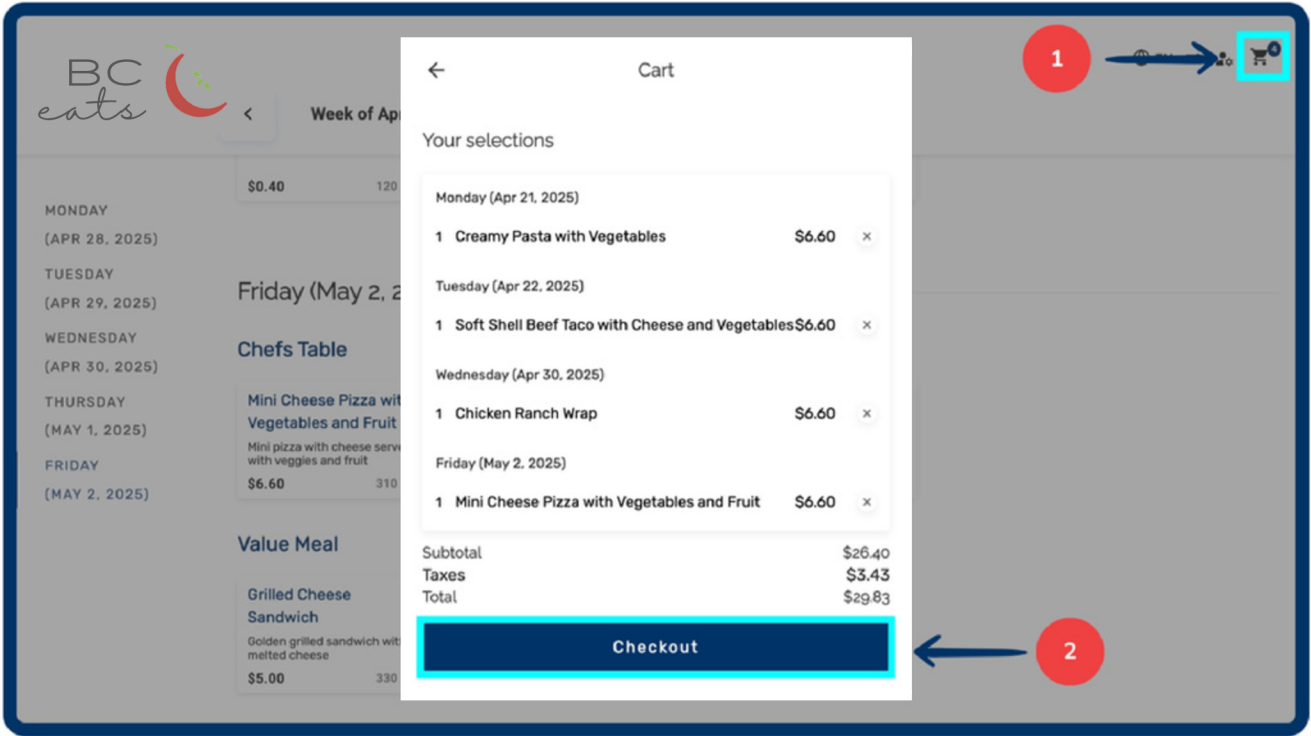 BC
eats
Week of Ap
1
4
$0.40 120
MONDAY
(APR 28, 2025)
TUESDAY
(APR 29, 2025)
WEDNESDAY
(APR 30, 2025)
THURSDAY
(MAY 1, 2025)
FRIDAY
(MAY 2, 2025)
Friday (May 2, 2
Chefs Table
Mini Cheese Pizza wit
Vegetables and Fruit
Mini pizza with cheese serve
with veggies and fruit
$6.60 310
Value Meal
Grilled Cheese
Sandwich
Golden grilled sandwich wit
melted cheese
$5.00 330
Cart
Your selections
Monday (Apr 21, 2025)
1 Creamy Pasta with Vegetables $6.60 ×
Tuesday (Apr 22, 2025)
1 Soft Shell Beef Taco with Cheese and Vegetables $6.60 ×
Wednesday (Apr 30, 2025)
1 Chicken Ranch Wrap $6.60 ×
Friday (May 2, 2025)
1 Mini Cheese Pizza with Vegetables and Fruit $6.60 ×
Subtotal $26.40
Taxes $3.43
Total $29.83
Checkout
2